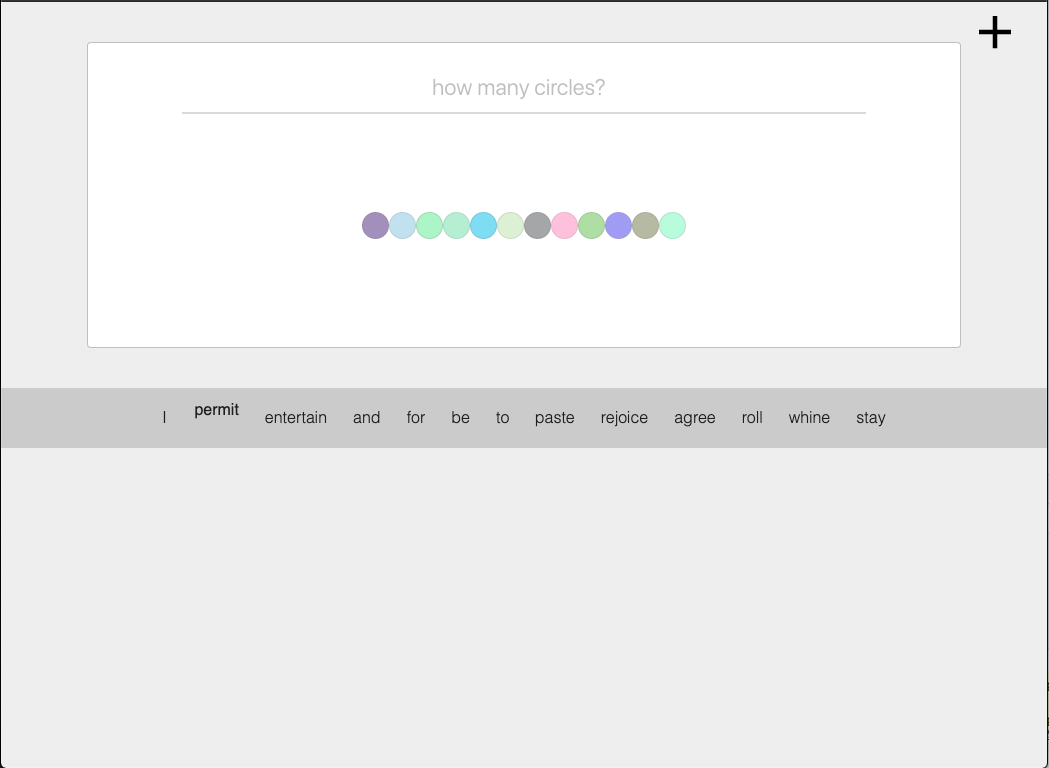 how many circles?
I permit entertain and for be to paste rejoice agree roll whine stay